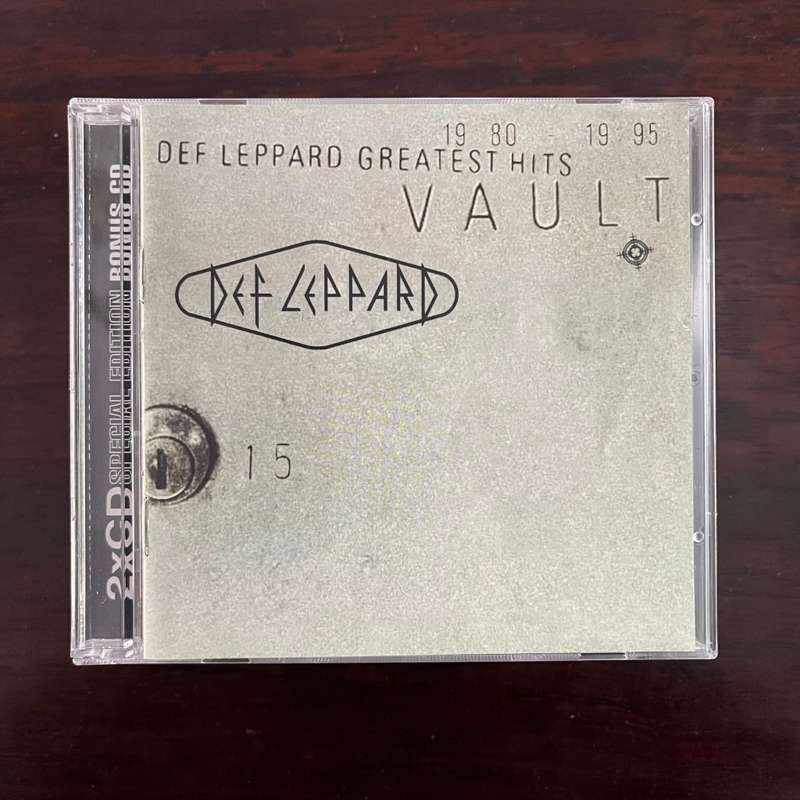 19 80 - 19 95
DEF LEPPARD GREATEST HITS
VAULT
DEF LEPPARD
15
2xCD SPECIAL EDITION BONUS CD